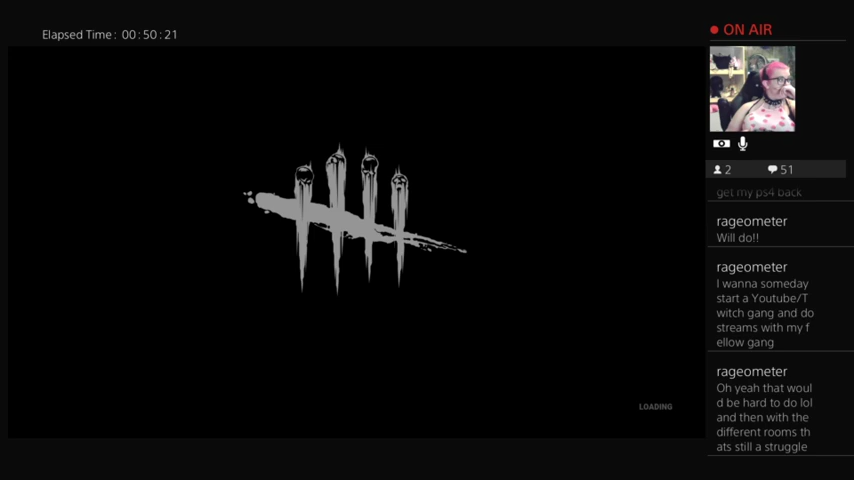 Elapsed Time: 00:50:21
ON AIR
2
51
get my ps4 back
rageometer
Will do!!
rageometer
I wanna someday
start a Youtube/T
witch gang and do
streams with my f
ellow gang
rageometer
Oh yeah that woul
d be hard to do lol
and then with the
different rooms th
ats still a struggle
LOADING